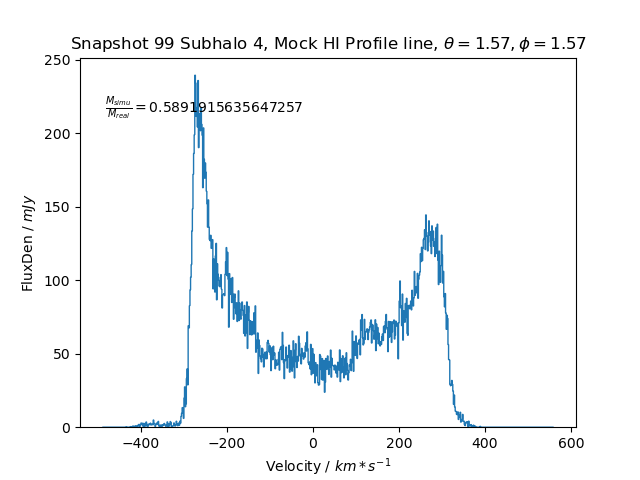 Snapshot 99 Subhalo 4, Mock HI Profile line, θ = 1.57, ϕ = 1.57
250
200
150
100
50
0
M_simu/M_real = 0.5891915635647257
FluxDen / mJy
−400 −200 0 200 400 600
Velocity / km * s⁻¹